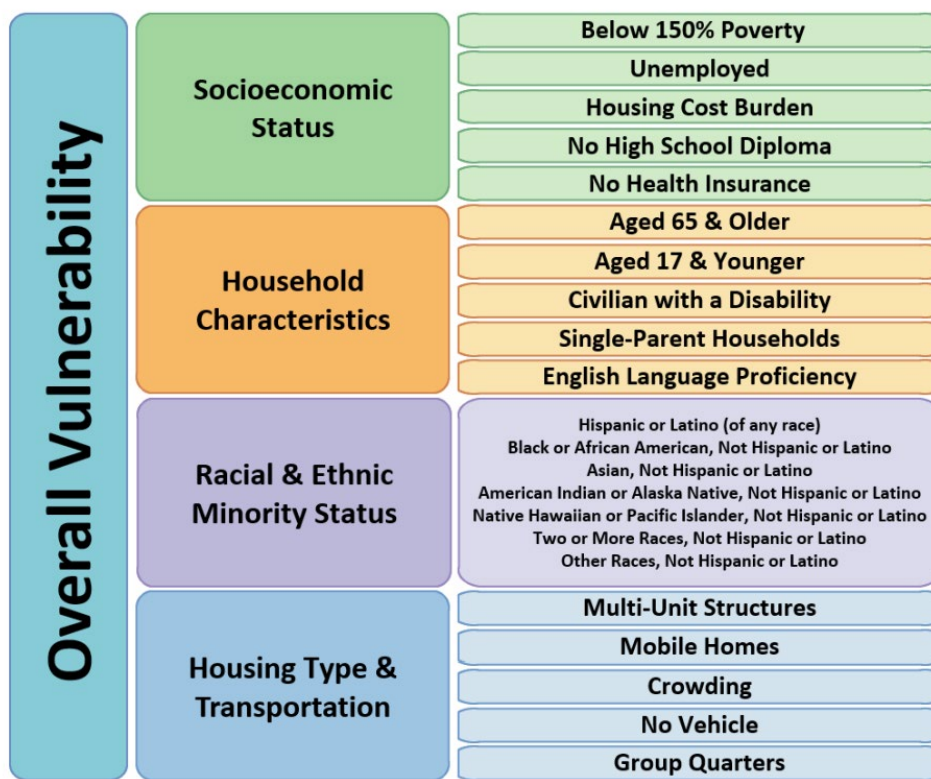 Overall Vulnerability
Socioeconomic
Status
Below 150% Poverty
Unemployed
Housing Cost Burden
No High School Diploma
No Health Insurance
Household
Characteristics
Aged 65 & Older
Aged 17 & Younger
Civilian with a Disability
Single-Parent Households
English Language Proficiency
Racial & Ethnic
Minority Status
Hispanic or Latino (of any race)
Black or African American, Not Hispanic or Latino
Asian, Not Hispanic or Latino
American Indian or Alaska Native, Not Hispanic or Latino
Native Hawaiian or Pacific Islander, Not Hispanic or Latino
Two or More Races, Not Hispanic or Latino
Other Races, Not Hispanic or Latino
Housing Type &
Transportation
Multi-Unit Structures
Mobile Homes
Crowding
No Vehicle
Group Quarters